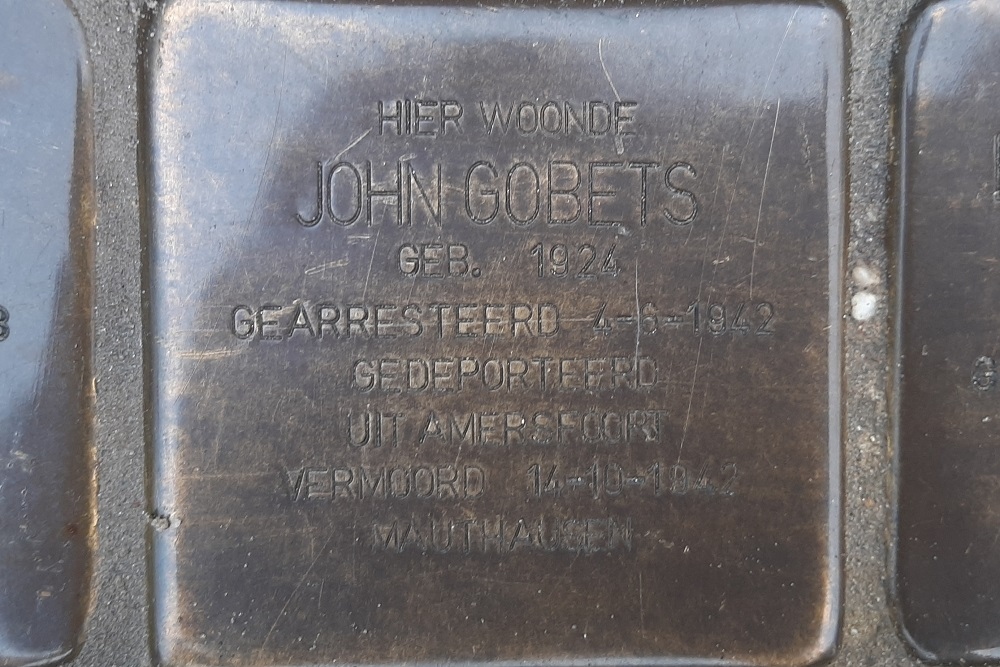 HIER WOONDE
JOHN GOBETS
GEB. 1924
GEARRESTEERD 4-6-1942
GEDEPORTEERD
UIT AMERSFOORT
VERMOORD 14-10-1942
MAUTHAUSEN